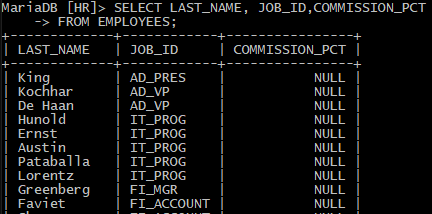 MariaDB [HR]> SELECT LAST_NAME, JOB_ID,COMMISSION_PCT
    -> FROM EMPLOYEES;
+-------------+------------+----------------+
| LAST_NAME   | JOB_ID     | COMMISSION_PCT |
+-------------+------------+----------------+
| King        | AD_PRES    |           NULL |
| Kochhar     | AD_VP      |           NULL |
| De Haan     | AD_VP      |           NULL |
| Hunold      | IT_PROG    |           NULL |
| Ernst       | IT_PROG    |           NULL |
| Austin      | IT_PROG    |           NULL |
| Pataballa   | IT_PROG    |           NULL |
| Lorentz     | IT_PROG    |           NULL |
| Greenberg   | FI_MGR     |           NULL |
| Faviet      | FI_ACCOUNT |           NULL |